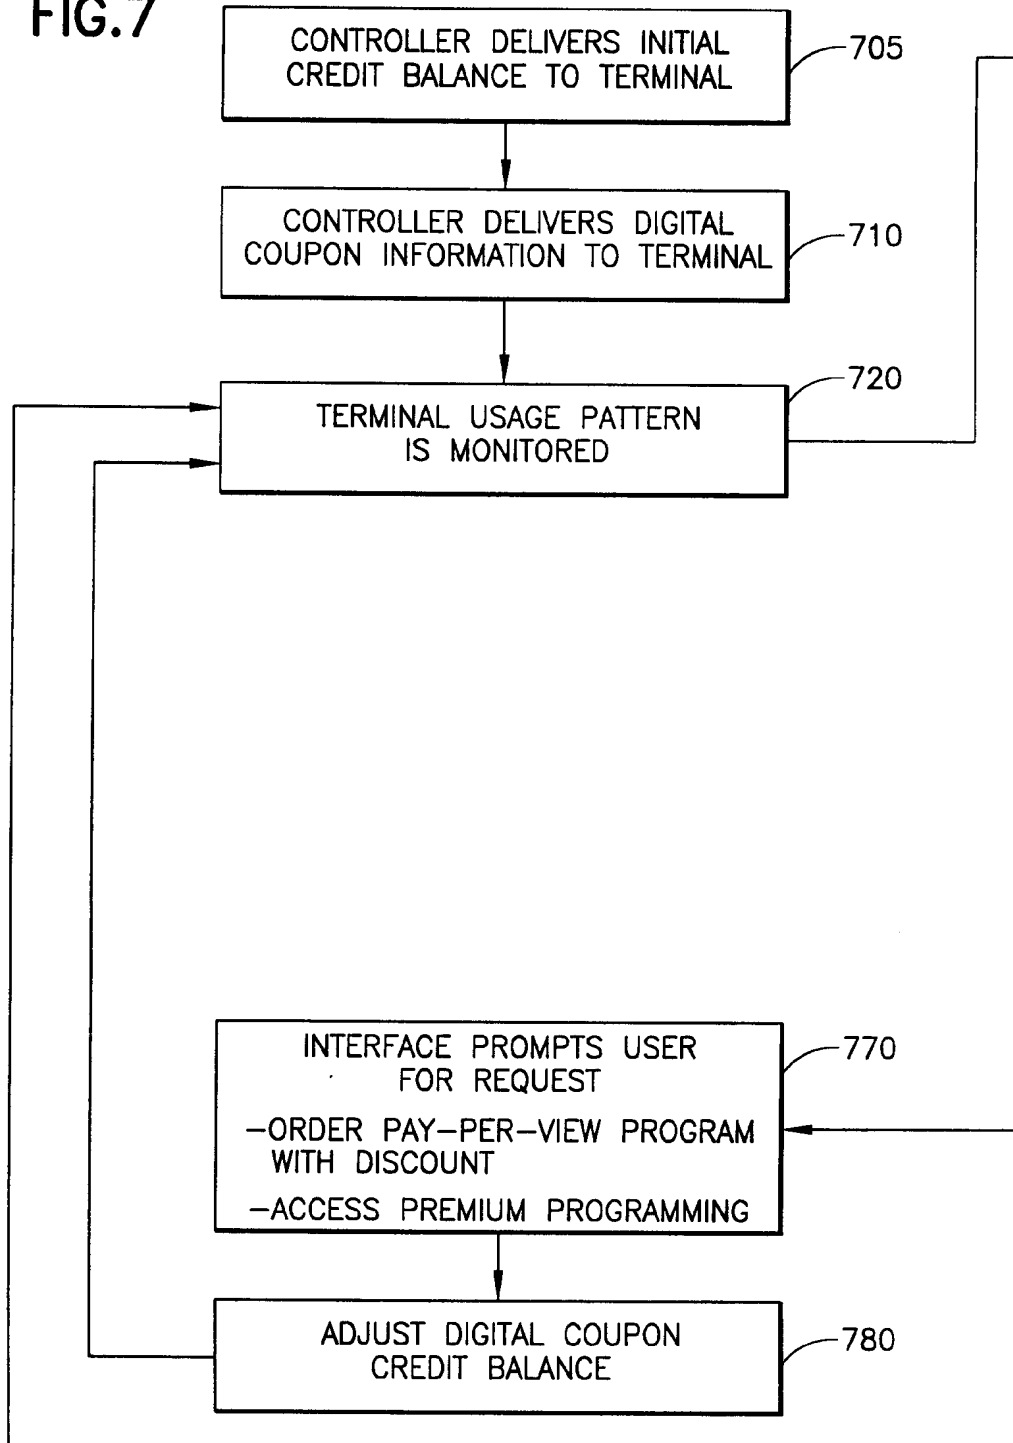 FIG.7
CONTROLLER DELIVERS INITIAL
CREDIT BALANCE TO TERMINAL
705
CONTROLLER DELIVERS DIGITAL
COUPON INFORMATION TO TERMINAL
710
TERMINAL USAGE PATTERN
IS MONITORED
720
INTERFACE PROMPTS USER
FOR REQUEST
-ORDER PAY-PER-VIEW PROGRAM
WITH DISCOUNT
-ACCESS PREMIUM PROGRAMMING
770
ADJUST DIGITAL COUPON
CREDIT BALANCE
780